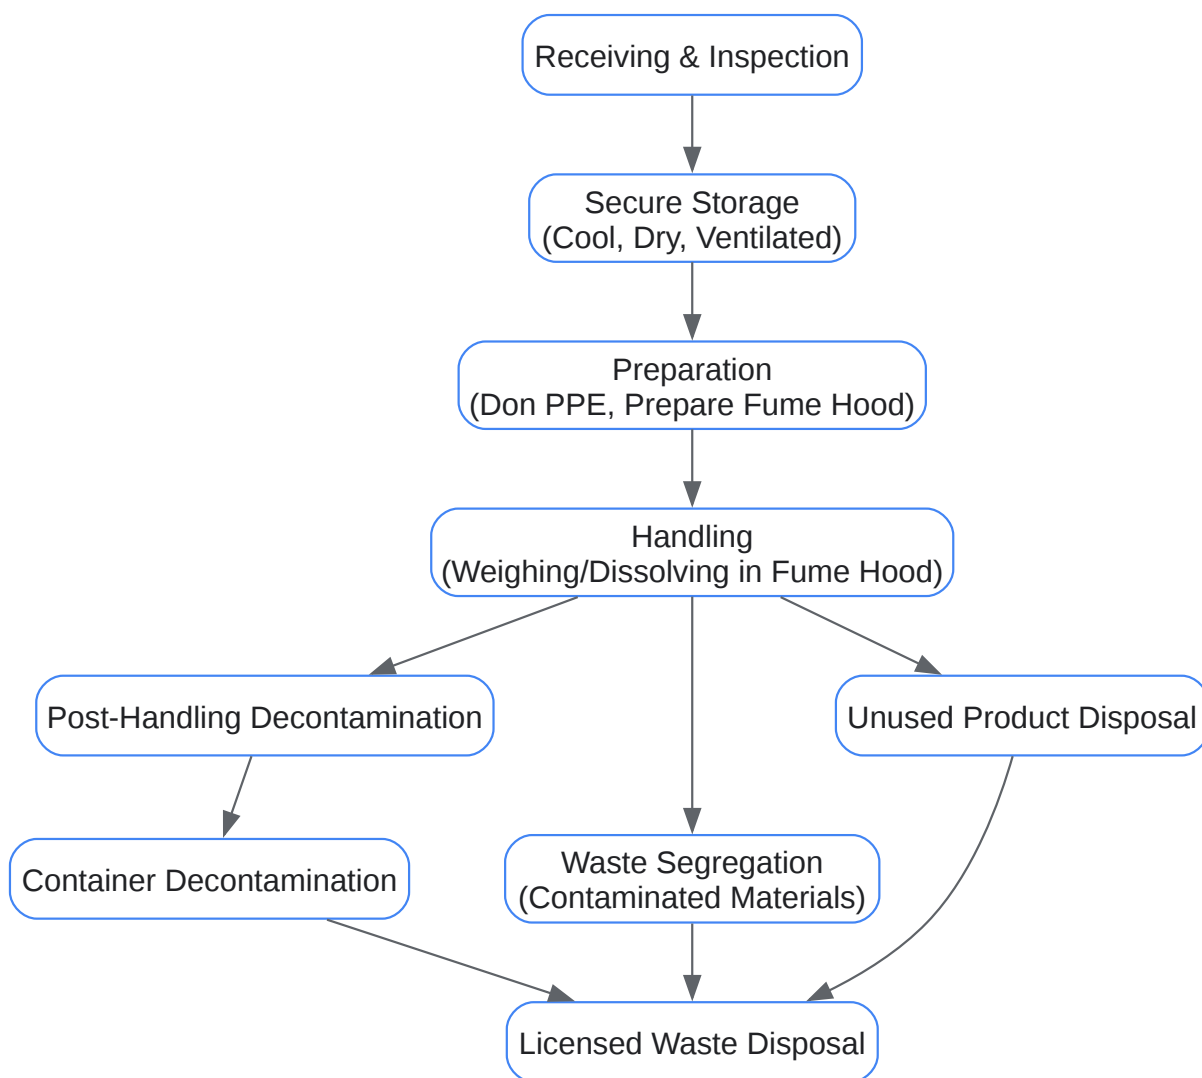 Receiving & Inspection
Secure Storage
(Cool, Dry, Ventilated)
Preparation
(Don PPE, Prepare Fume Hood)
Handling
(Weighing/Dissolving in Fume Hood)
Post-Handling Decontamination
Unused Product Disposal
Container Decontamination
Waste Segregation
(Contaminated Materials)
Licensed Waste Disposal